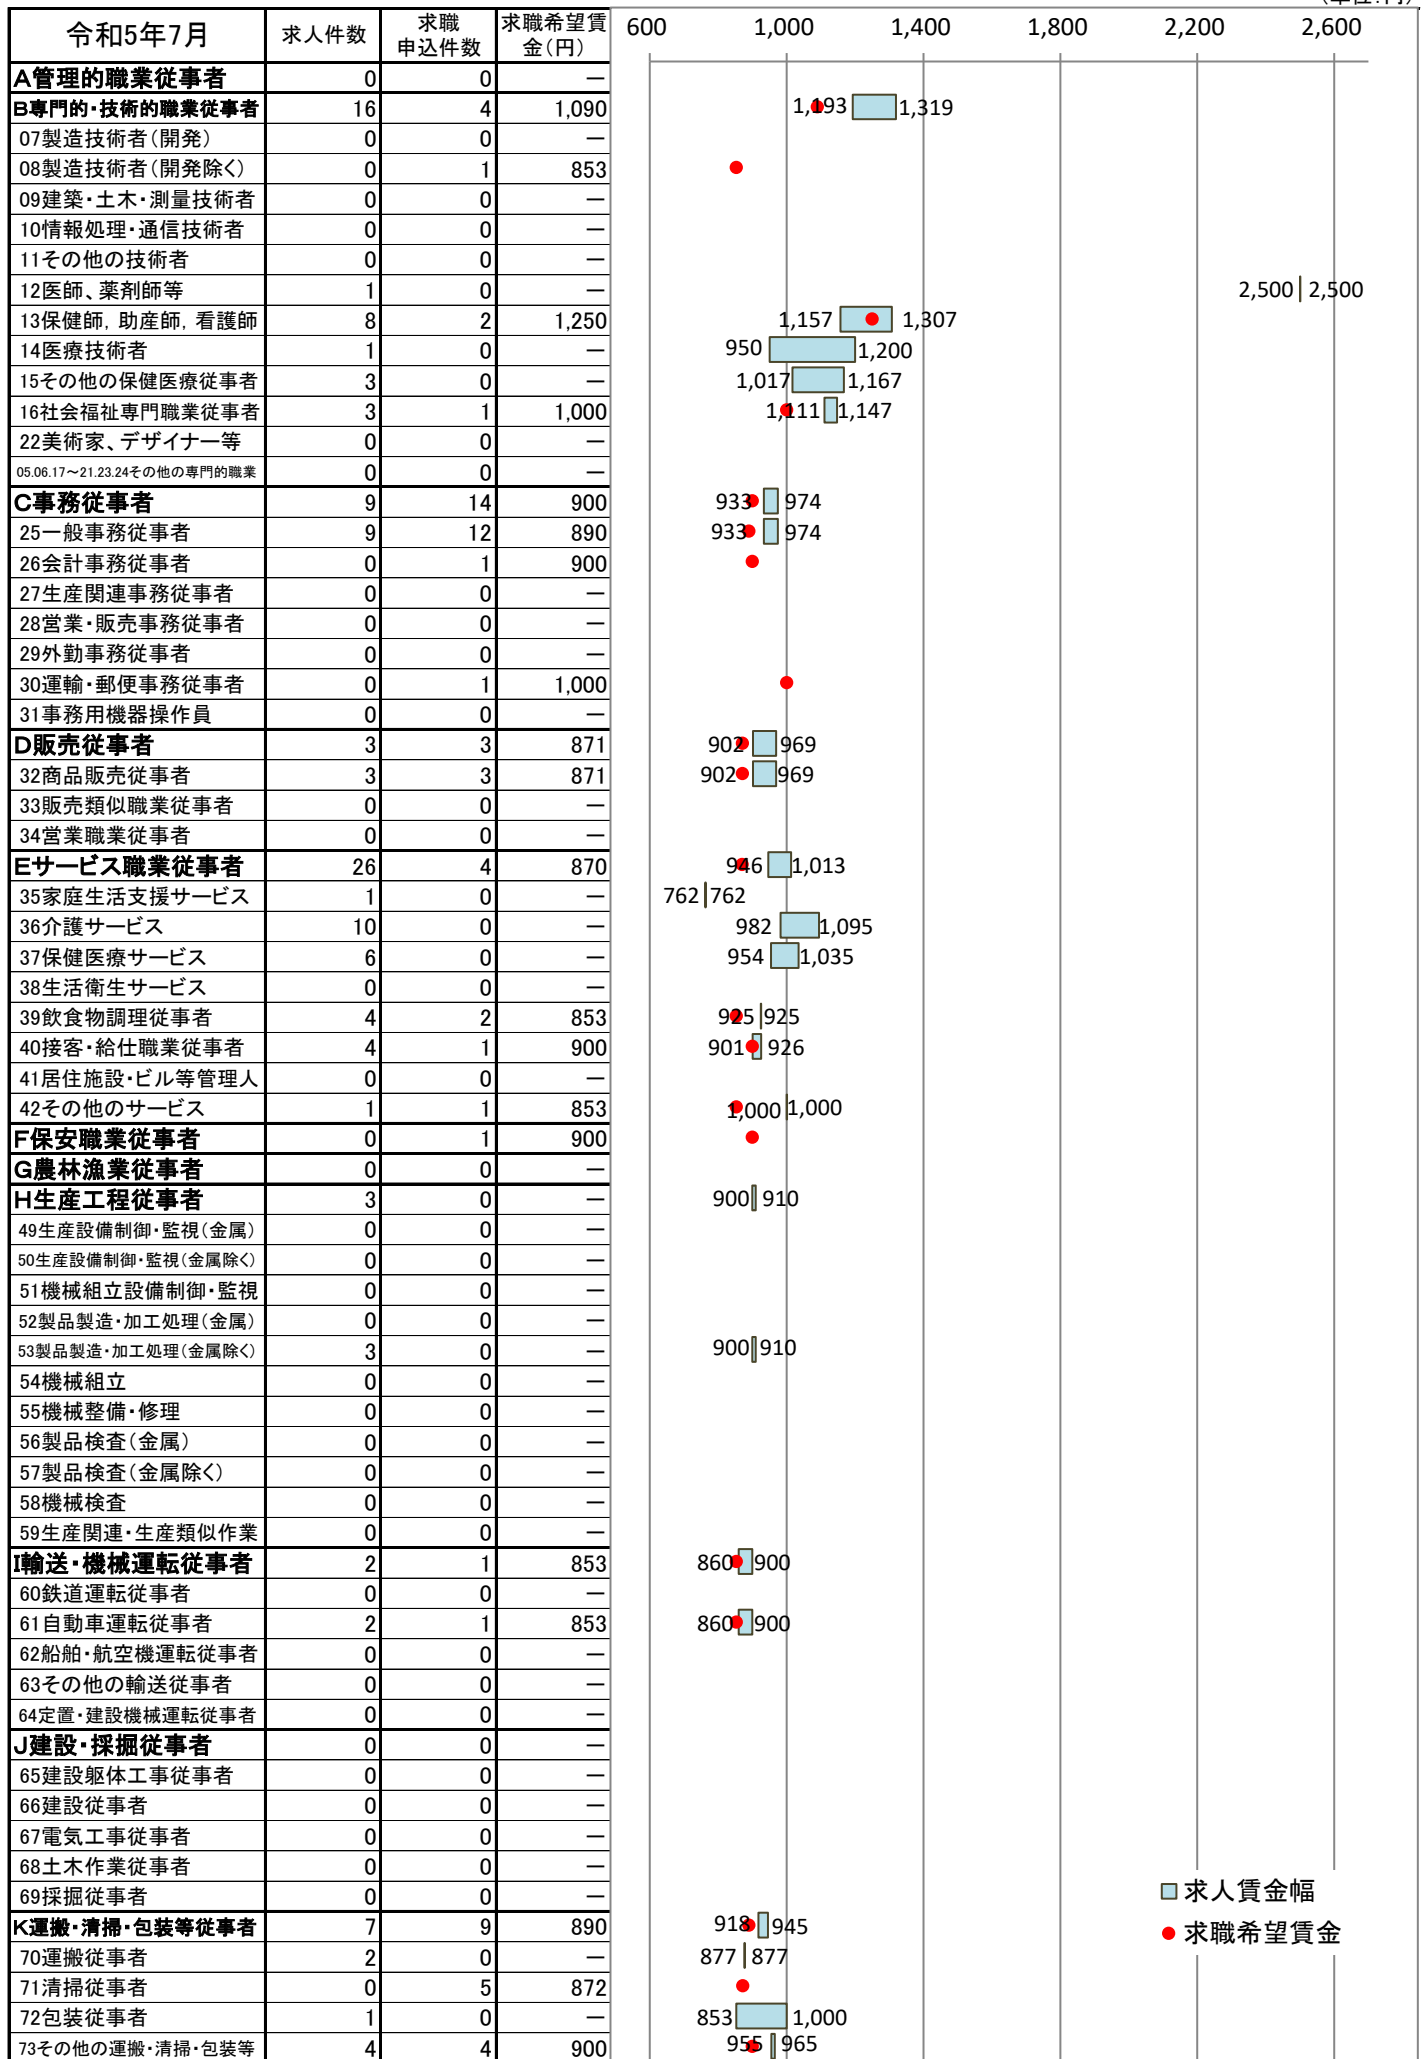 (単位:円)
令和5年7月 求人件数 求職申込件数 求職希望賃金(円) 600 1,000 1,400 1,800 2,200 2,600
A管理的職業従事者 0 0 ―
B専門的・技術的職業従事者 16 4 1,090 1,193 1,319
07製造技術者(開発) 0 0 ―
08製造技術者(開発除く) 0 1 853
09建築・土木・測量技術者 0 0 ―
10情報処理・通信技術者 0 0 ―
11その他の技術者 0 0 ―
12医師、薬剤師等 1 0 ― 2,500 2,500
13保健師, 助産師, 看護師 8 2 1,250 1,157 1,307
14医療技術者 1 0 ― 950 1,200
15その他の保健医療従事者 3 0 ― 1,017 1,167
16社会福祉専門職業従事者 3 1 1,000 1,111 1,147
22美術家、デザイナー等 0 0 ―
05.06.17～21.23.24その他の専門的職業 0 0 ―
C事務従事者 9 14 900 933 974
25一般事務従事者 9 12 890 933 974
26会計事務従事者 0 1 900
27生産関連事務従事者 0 0 ―
28営業・販売事務従事者 0 0 ―
29外勤事務従事者 0 0 ―
30運輸・郵便事務従事者 0 1 1,000
31事務用機器操作員 0 0 ―
D販売従事者 3 3 871 902 969
32商品販売従事者 3 3 871 902 969
33販売類似職業従事者 0 0 ―
34営業職業従事者 0 0 ―
Eサービス職業従事者 26 4 870 946 1,013
35家庭生活支援サービス 1 0 ― 762 762
36介護サービス 10 0 ― 982 1,095
37保健医療サービス 6 0 ― 954 1,035
38生活衛生サービス 0 0 ―
39飲食物調理従事者 4 2 853 925 925
40接客・給仕職業従事者 4 1 900 901 926
41居住施設・ビル等管理人 0 0 ―
42その他のサービス 1 1 853 1,000 1,000
F保安職業従事者 0 1 900
G農林漁業従事者 0 0 ―
H生産工程従事者 3 0 ― 900 910
49生産設備制御・監視(金属) 0 0 ―
50生産設備制御・監視(金属除く) 0 0 ―
51機械組立設備制御・監視 0 0 ―
52製品製造・加工処理(金属) 0 0 ―
53製品製造・加工処理(金属除く) 3 0 ― 900 910
54機械組立 0 0 ―
55機械整備・修理 0 0 ―
56製品検査(金属) 0 0 ―
57製品検査(金属除く) 0 0 ―
58機械検査 0 0 ―
59生産関連・生産類似作業 0 0 ―
I輸送・機械運転従事者 2 1 853 860 900
60鉄道運転従事者 0 0 ―
61自動車運転従事者 2 1 853 860 900
62船舶・航空機運転従事者 0 0 ―
63その他の輸送従事者 0 0 ―
64定置・建設機械運転従事者 0 0 ―
J建設・採掘従事者 0 0 ―
65建設躯体工事従事者 0 0 ―
66建設従事者 0 0 ―
67電気工事従事者 0 0 ―
68土木作業従事者 0 0 ―
69採掘従事者 0 0 ― 求人賃金幅
K運搬・清掃・包装等従事者 7 9 890 918 945 求職希望賃金
70運搬従事者 2 0 ― 877 877
71清掃従事者 0 5 872
72包装従事者 1 0 ― 853 1,000
73その他の運搬・清掃・包装等 4 4 900 955 965